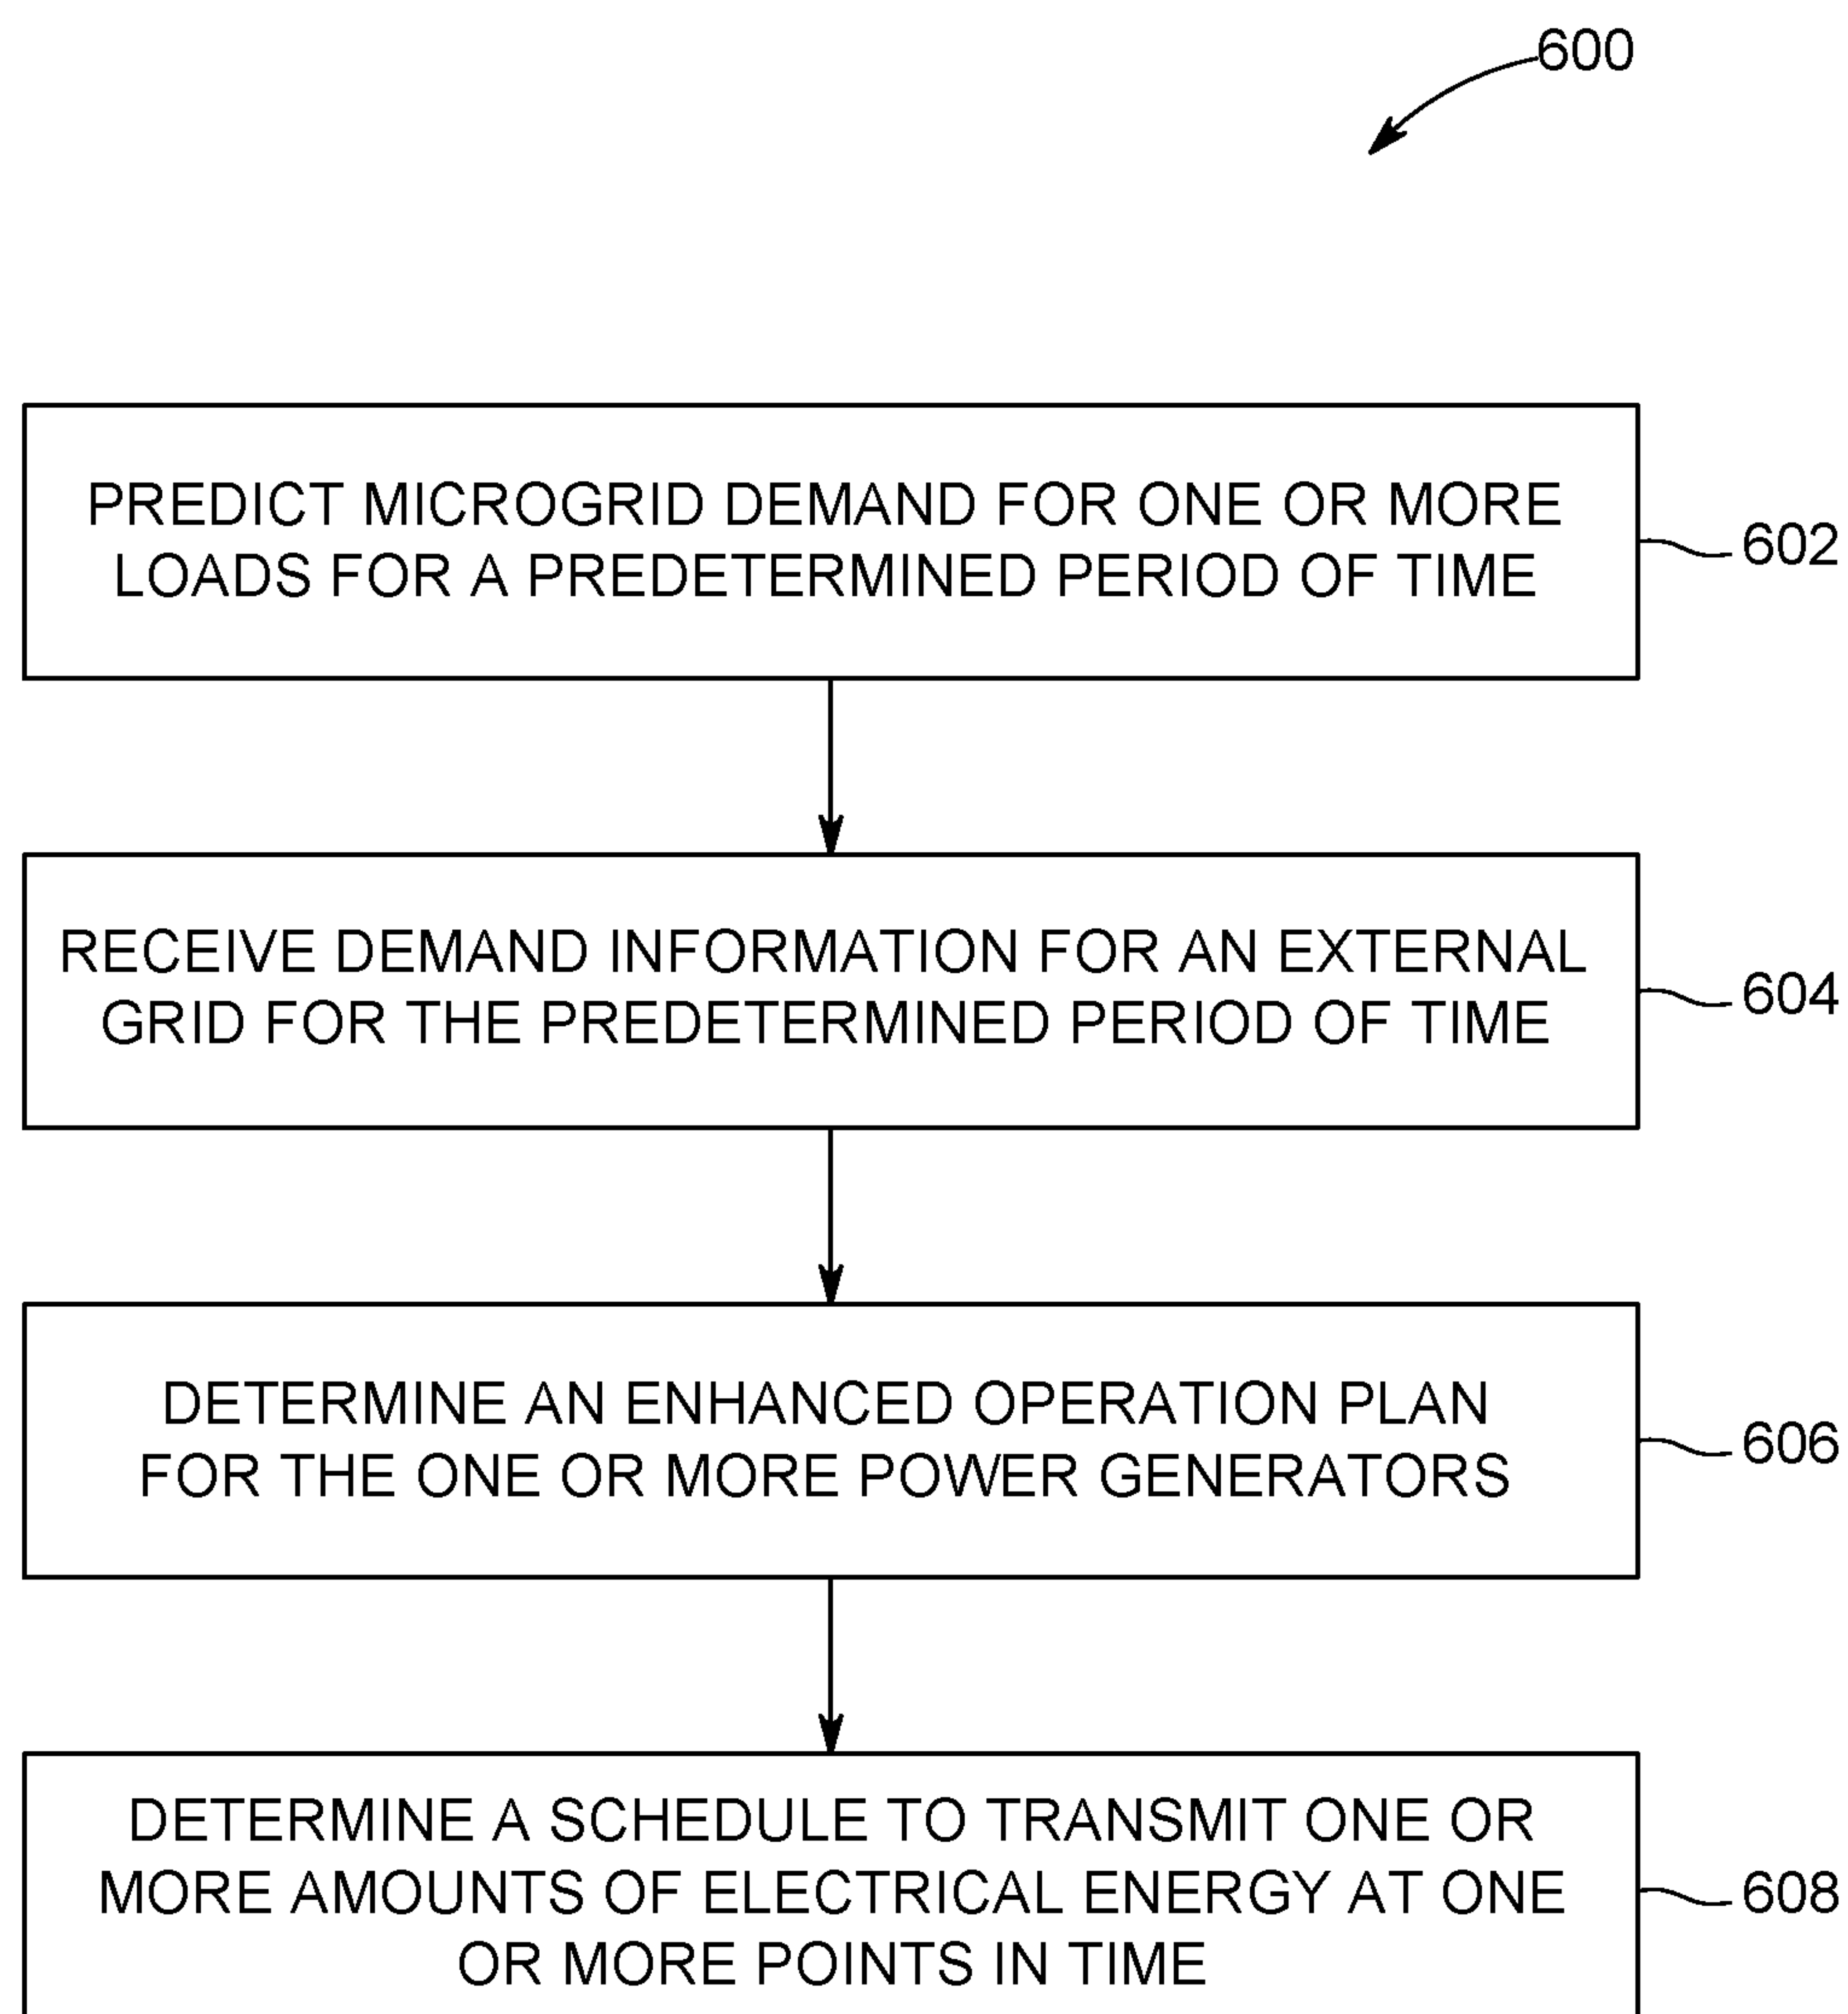 600
PREDICT MICROGRID DEMAND FOR ONE OR MORE
LOADS FOR A PREDETERMINED PERIOD OF TIME
602
RECEIVE DEMAND INFORMATION FOR AN EXTERNAL
GRID FOR THE PREDETERMINED PERIOD OF TIME
604
DETERMINE AN ENHANCED OPERATION PLAN
FOR THE ONE OR MORE POWER GENERATORS
606
DETERMINE A SCHEDULE TO TRANSMIT ONE OR
MORE AMOUNTS OF ELECTRICAL ENERGY AT ONE
OR MORE POINTS IN TIME
608